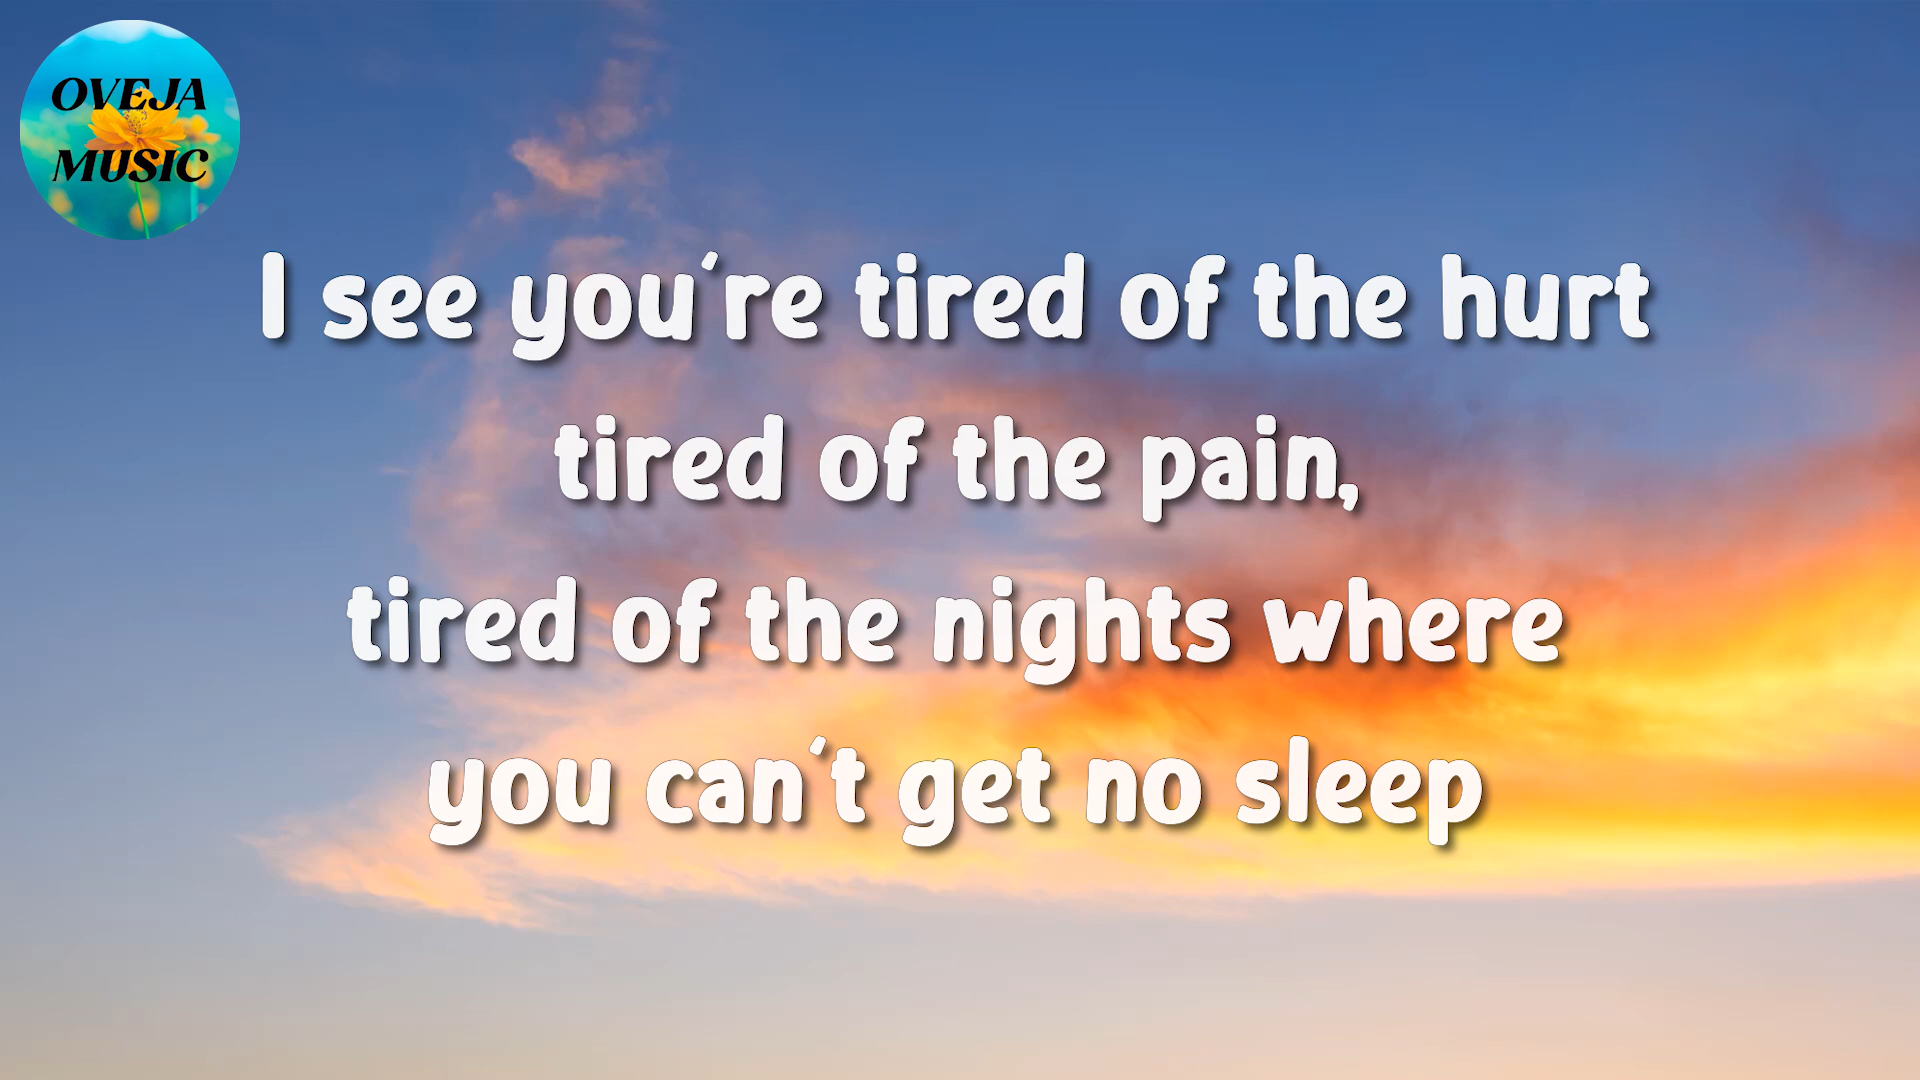 OVEJA
MUSIC
I see you're tired of the hurt
tired of the pain,
tired of the nights where
you can't get no sleep